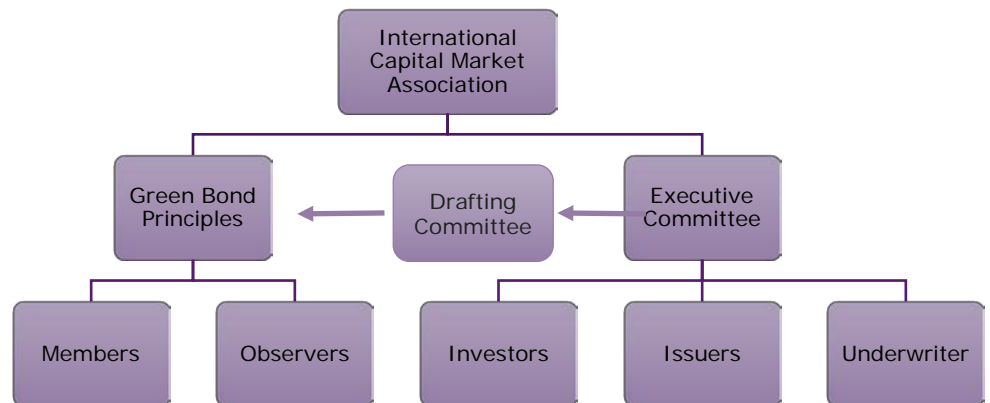 International
Capital Market
Association
Green Bond
Principles
Drafting
Committee
Executive
Committee
Members
Observers
Investors
Issuers
Underwriter